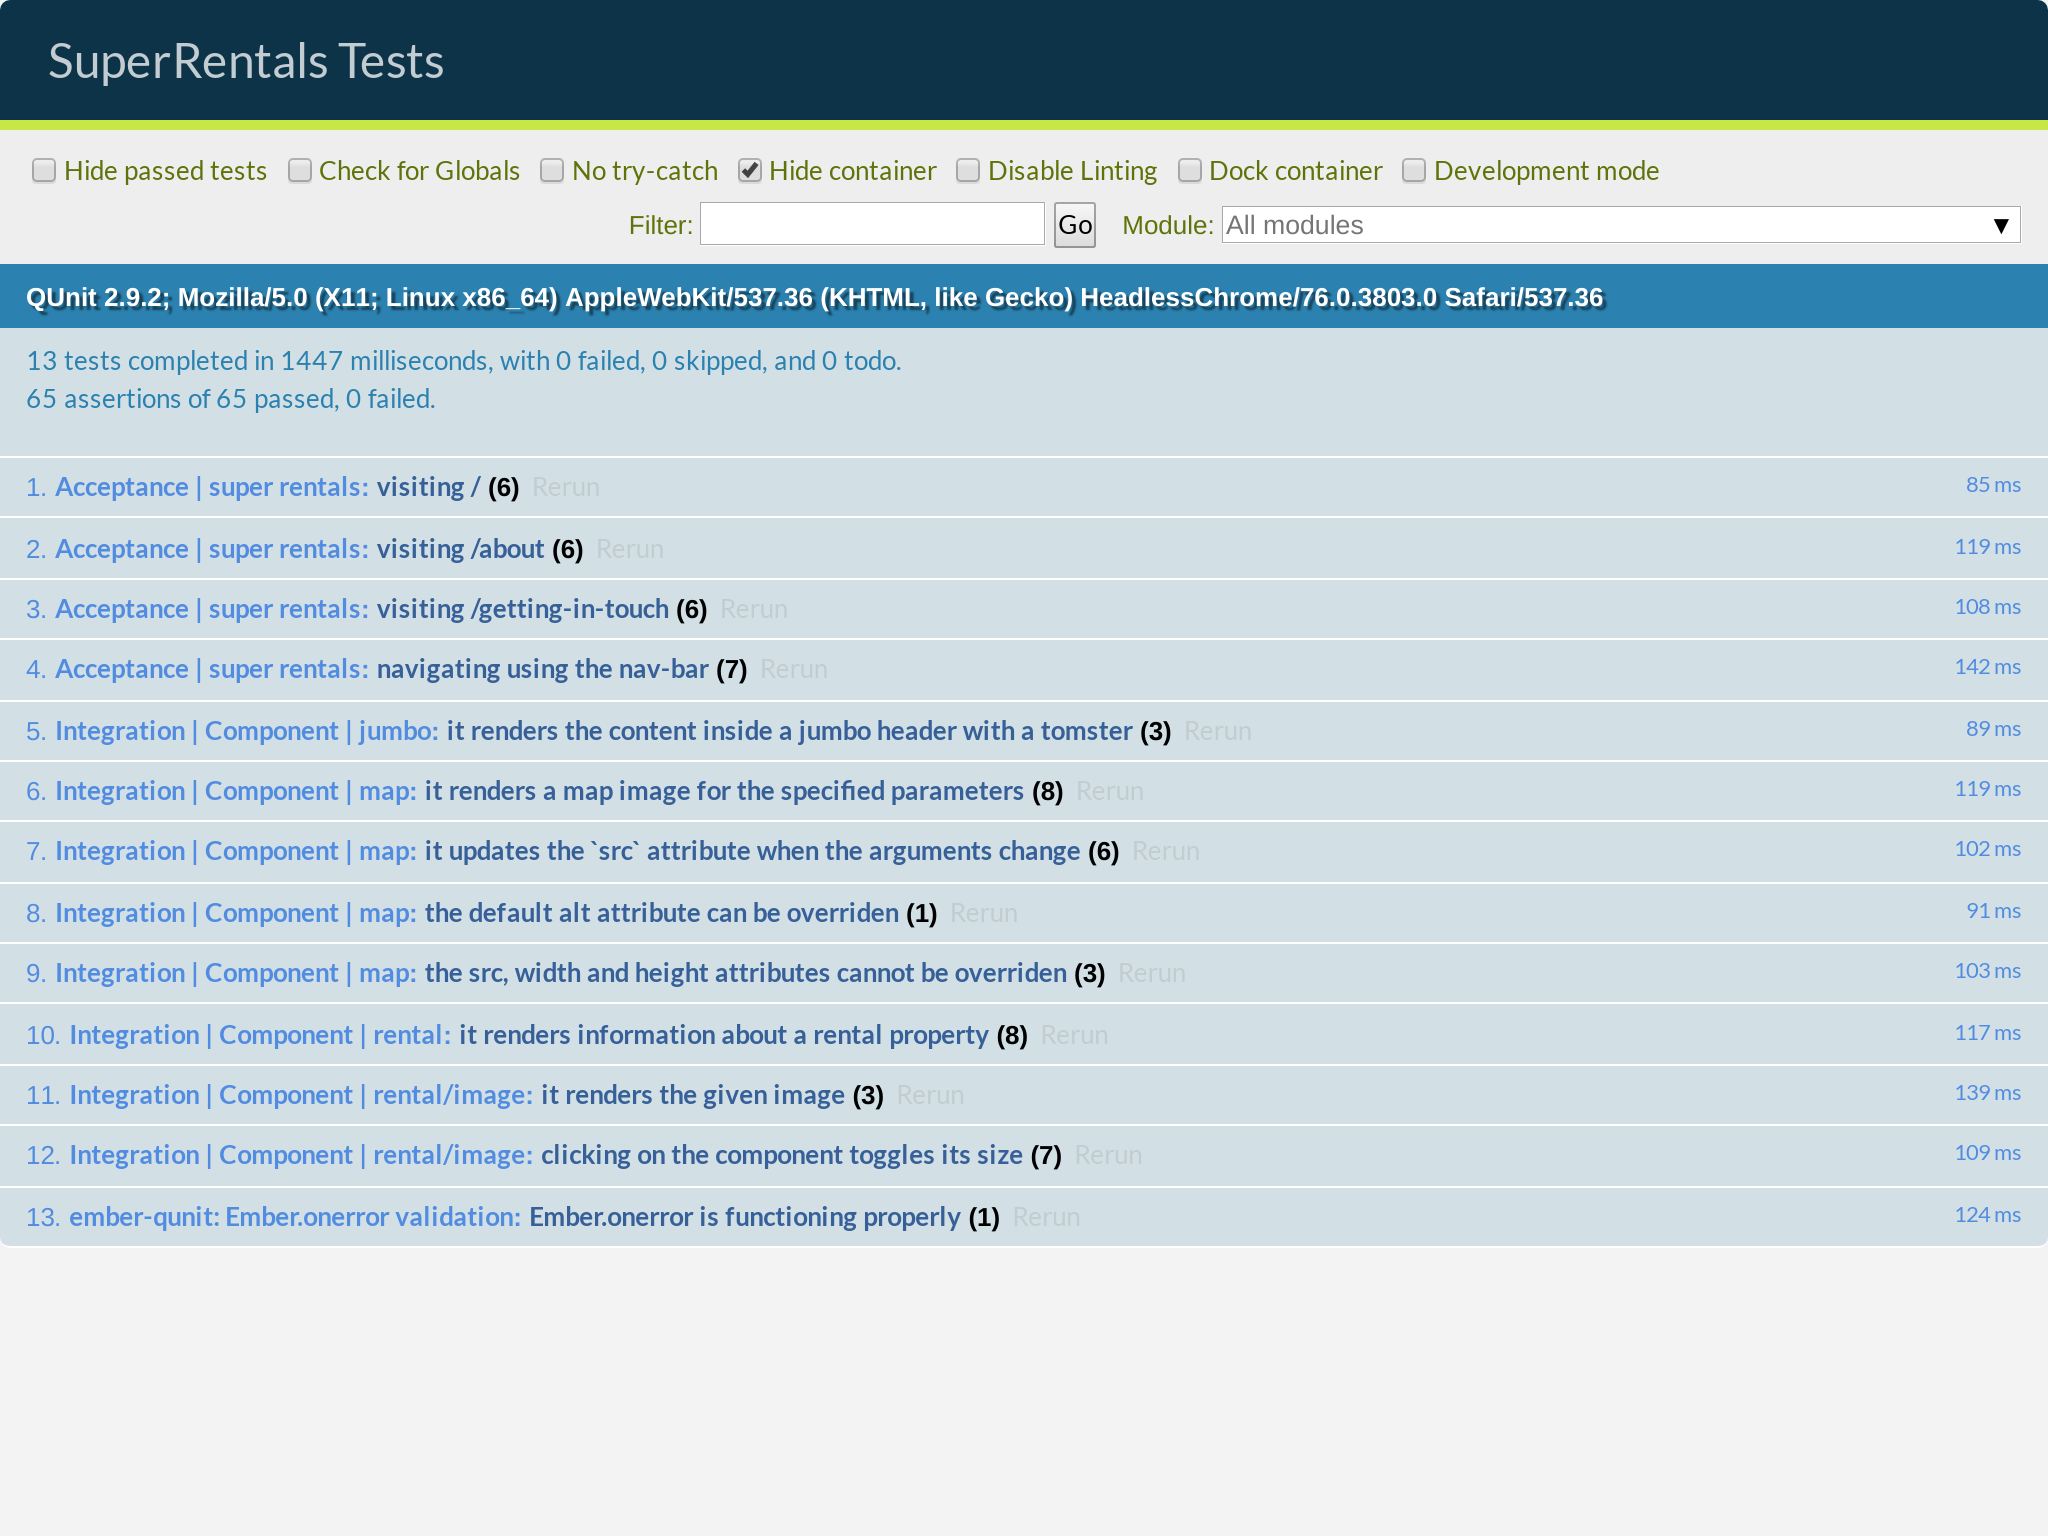 SuperRentals Tests
Hide passed tests Check for Globals No try-catch Hide container Disable Linting Dock container Development mode
Filter: Go Module: All modules ▼
QUnit 2.9.2; Mozilla/5.0 (X11; Linux x86_64) AppleWebKit/537.36 (KHTML, like Gecko) HeadlessChrome/76.0.3803.0 Safari/537.36
13 tests completed in 1447 milliseconds, with 0 failed, 0 skipped, and 0 todo.
65 assertions of 65 passed, 0 failed.
1. Acceptance | super rentals: visiting / (6) Rerun 85 ms
2. Acceptance | super rentals: visiting /about (6) Rerun 119 ms
3. Acceptance | super rentals: visiting /getting-in-touch (6) Rerun 108 ms
4. Acceptance | super rentals: navigating using the nav-bar (7) Rerun 142 ms
5. Integration | Component | jumbo: it renders the content inside a jumbo header with a tomster (3) Rerun 89 ms
6. Integration | Component | map: it renders a map image for the specified parameters (8) Rerun 119 ms
7. Integration | Component | map: it updates the `src` attribute when the arguments change (6) Rerun 102 ms
8. Integration | Component | map: the default alt attribute can be overriden (1) Rerun 91 ms
9. Integration | Component | map: the src, width and height attributes cannot be overriden (3) Rerun 103 ms
10. Integration | Component | rental: it renders information about a rental property (8) Rerun 117 ms
11. Integration | Component | rental/image: it renders the given image (3) Rerun 139 ms
12. Integration | Component | rental/image: clicking on the component toggles its size (7) Rerun 109 ms
13. ember-qunit: Ember.onerror validation: Ember.onerror is functioning properly (1) Rerun 124 ms